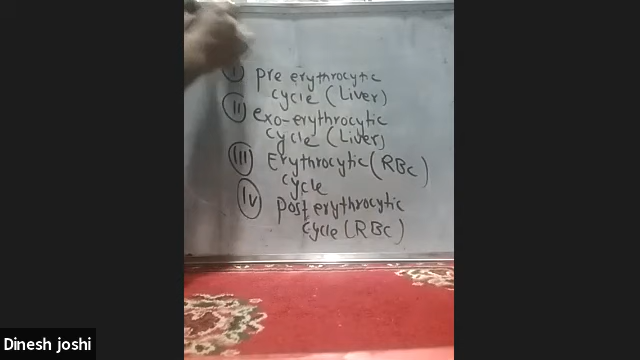 (I) Pre erythrocytic
cycle (Liver)
(II) exo-erythrocytic
cycle (Liver)
(III) Erythrocytic (RBC)
cycle
(IV) post erythrocytic
cycle (RBC)
Dinesh joshi